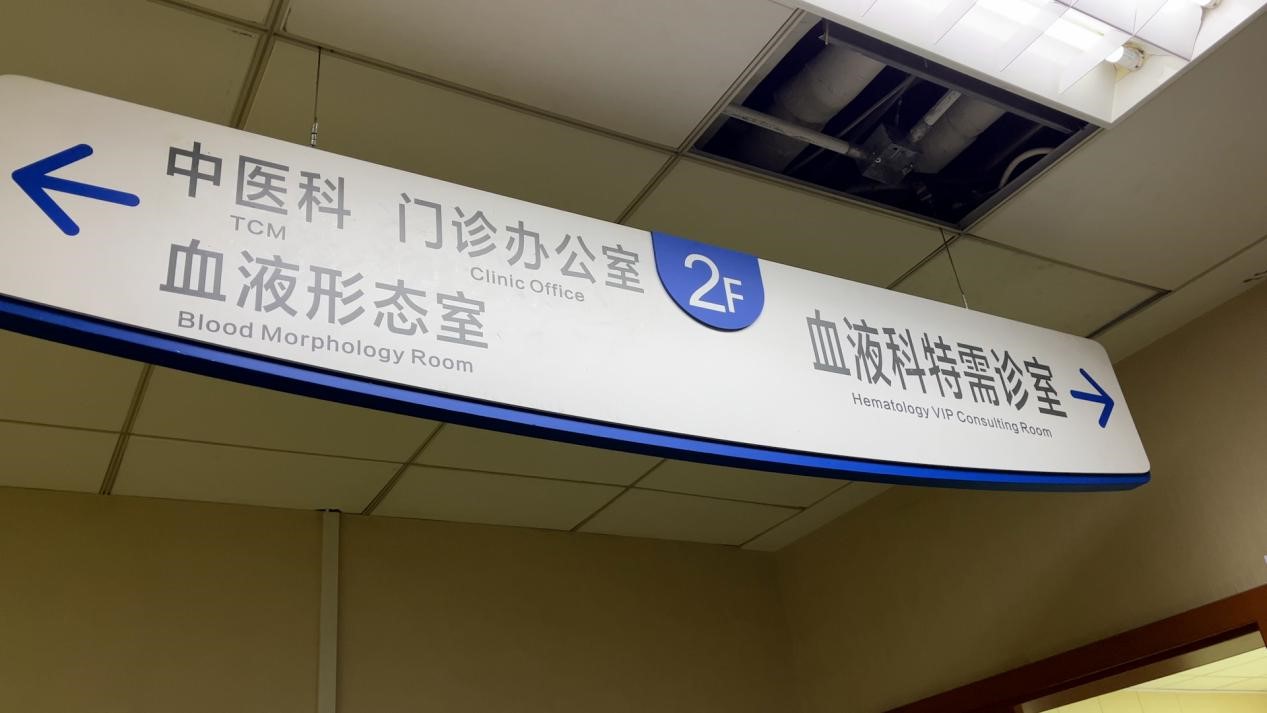 中医科 门诊办公室
TCM Clinic Office
血液形态室
Blood Morphology Room
2F
血液科特需诊室
Hematology VIP Consulting Room